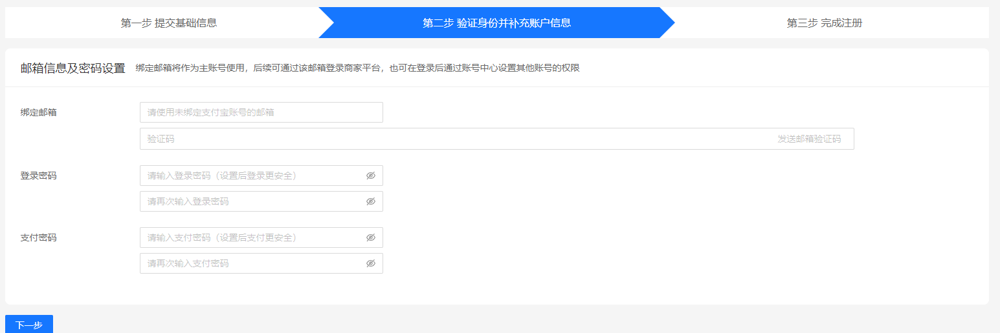 第一步 提交基础信息
第二步 验证身份并补充账户信息
第三步 完成注册
邮箱信息及密码设置 绑定邮箱将作为主账号使用，后续可通过该邮箱登录商家平台，也可在登录后通过账号中心设置其他账号的权限
绑定邮箱 请使用未绑定支付宝账号的邮箱
验证码 发送邮箱验证码
登录密码 请输入登录密码（设置后登录更安全）
请再次输入登录密码
支付密码 请输入支付密码（设置后支付更安全）
请再次输入支付密码
下一步